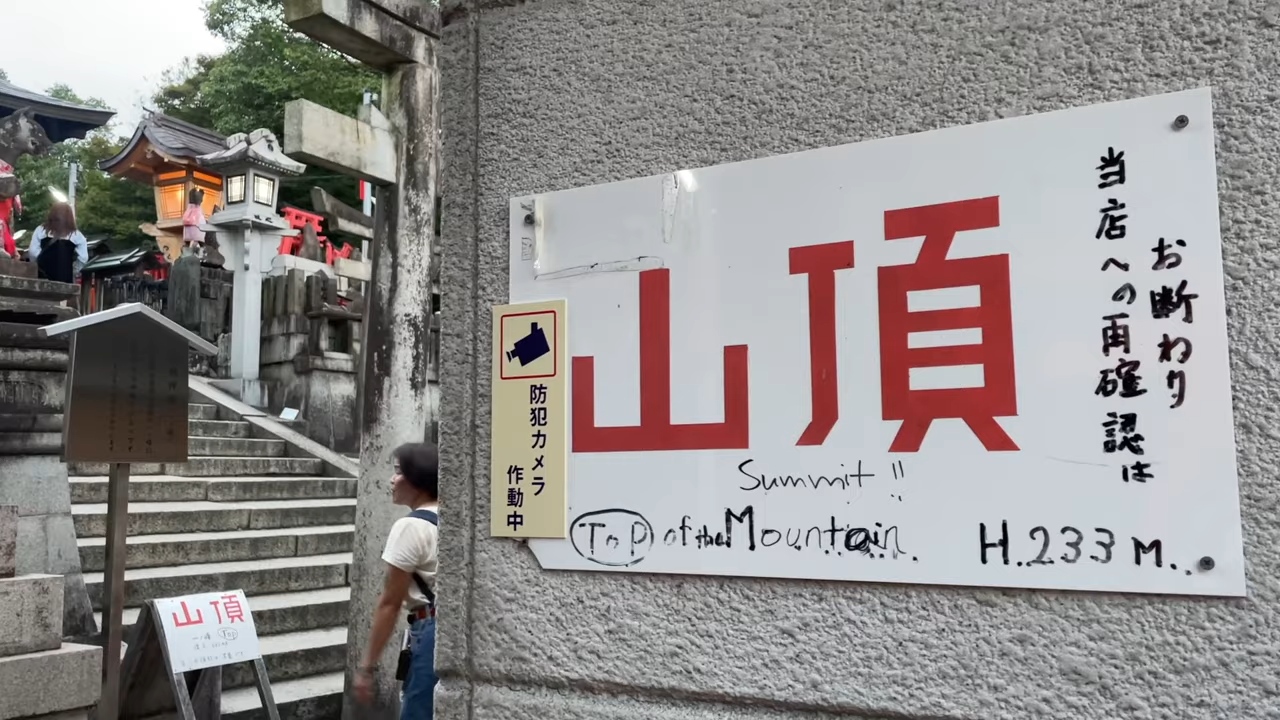 山頂
当店への再確認は
お断わり
Summit!!
Top of the Mountain
H.233M..
防犯カメラ
作動中
山頂